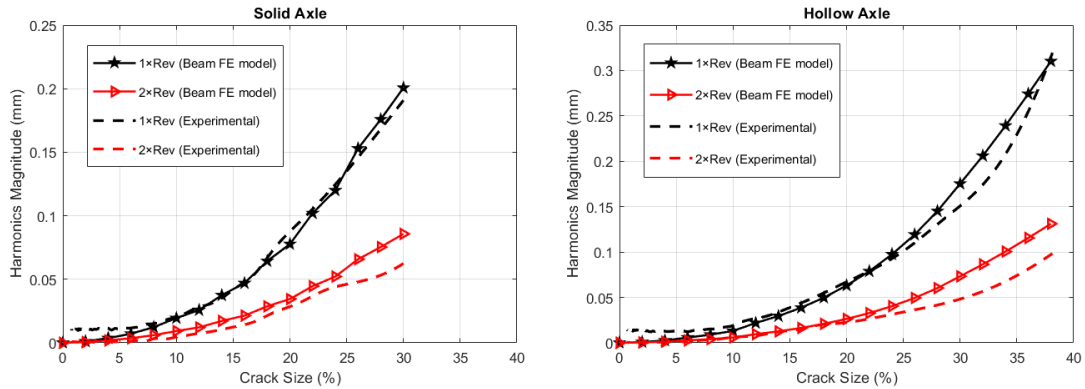 Solid Axle
0.25
0.2
0.15
0.1
0.05
0
Harmonics Magnitude (mm)
1×Rev (Beam FE model)
2×Rev (Beam FE model)
1×Rev (Experimental)
2×Rev (Experimental)
0 5 10 15 20 25 30 35 40
Crack Size (%)
Hollow Axle
0.35
0.3
0.25
0.2
0.15
0.1
0.05
0
Harmonics Magnitude (mm)
1×Rev (Beam FE model)
2×Rev (Beam FE model)
1×Rev (Experimental)
2×Rev (Experimental)
0 5 10 15 20 25 30 35 40
Crack Size (%)